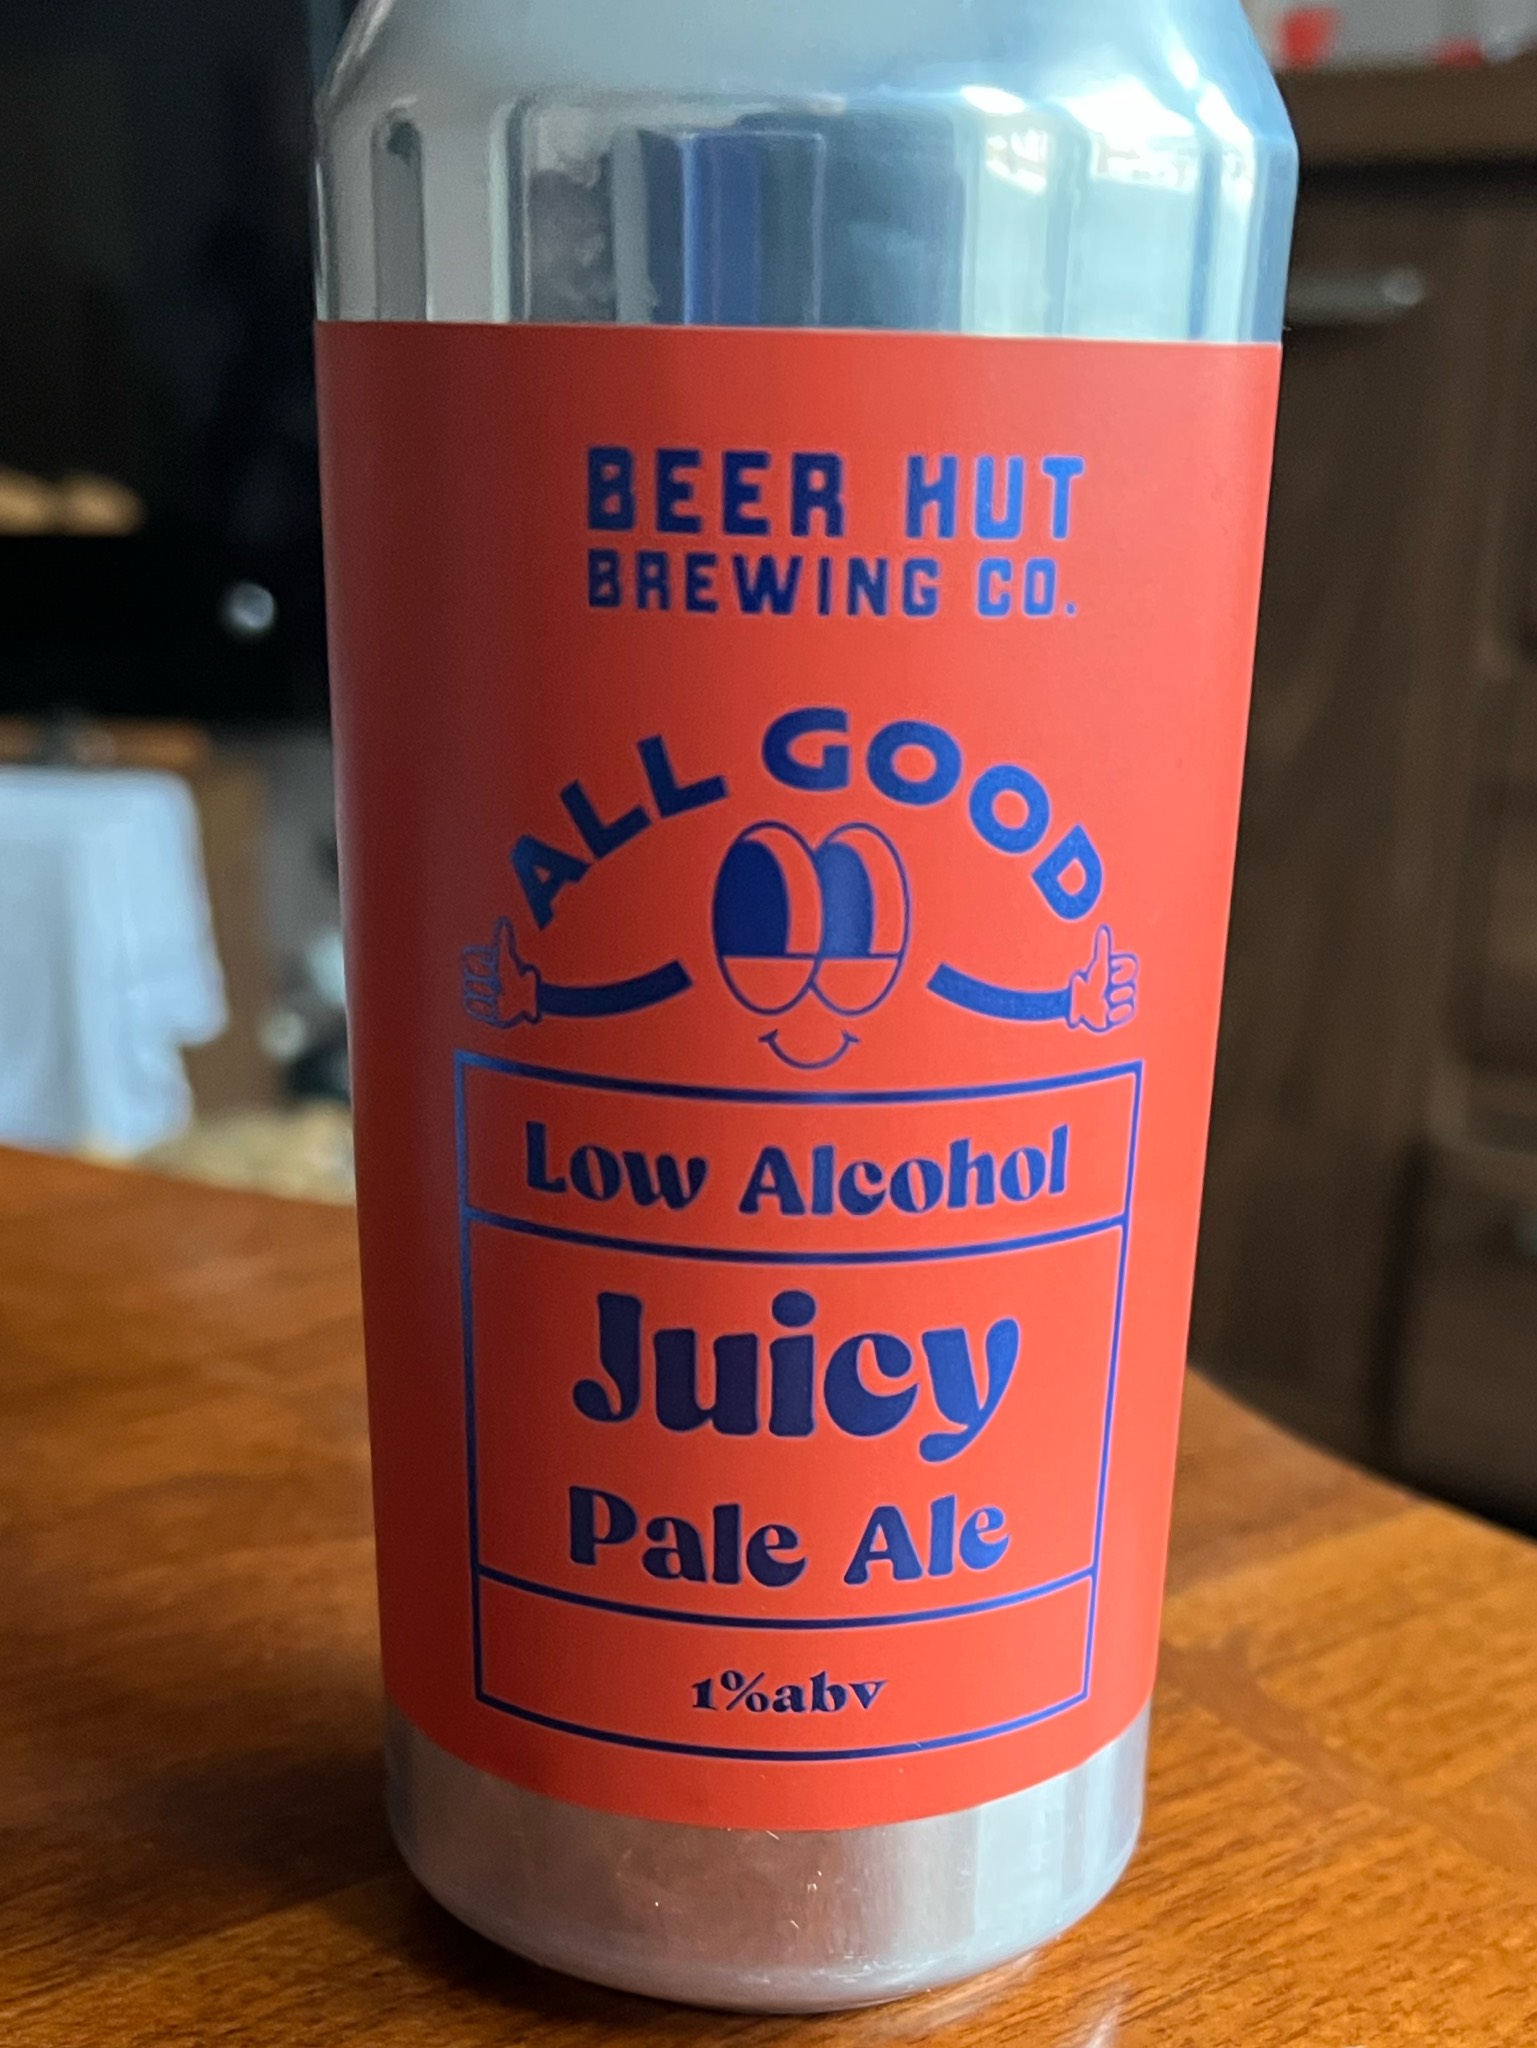 BEER HUT
BREWING CO.
ALL GOOD
Low Alcohol
Juicy
Pale Ale
1%abv